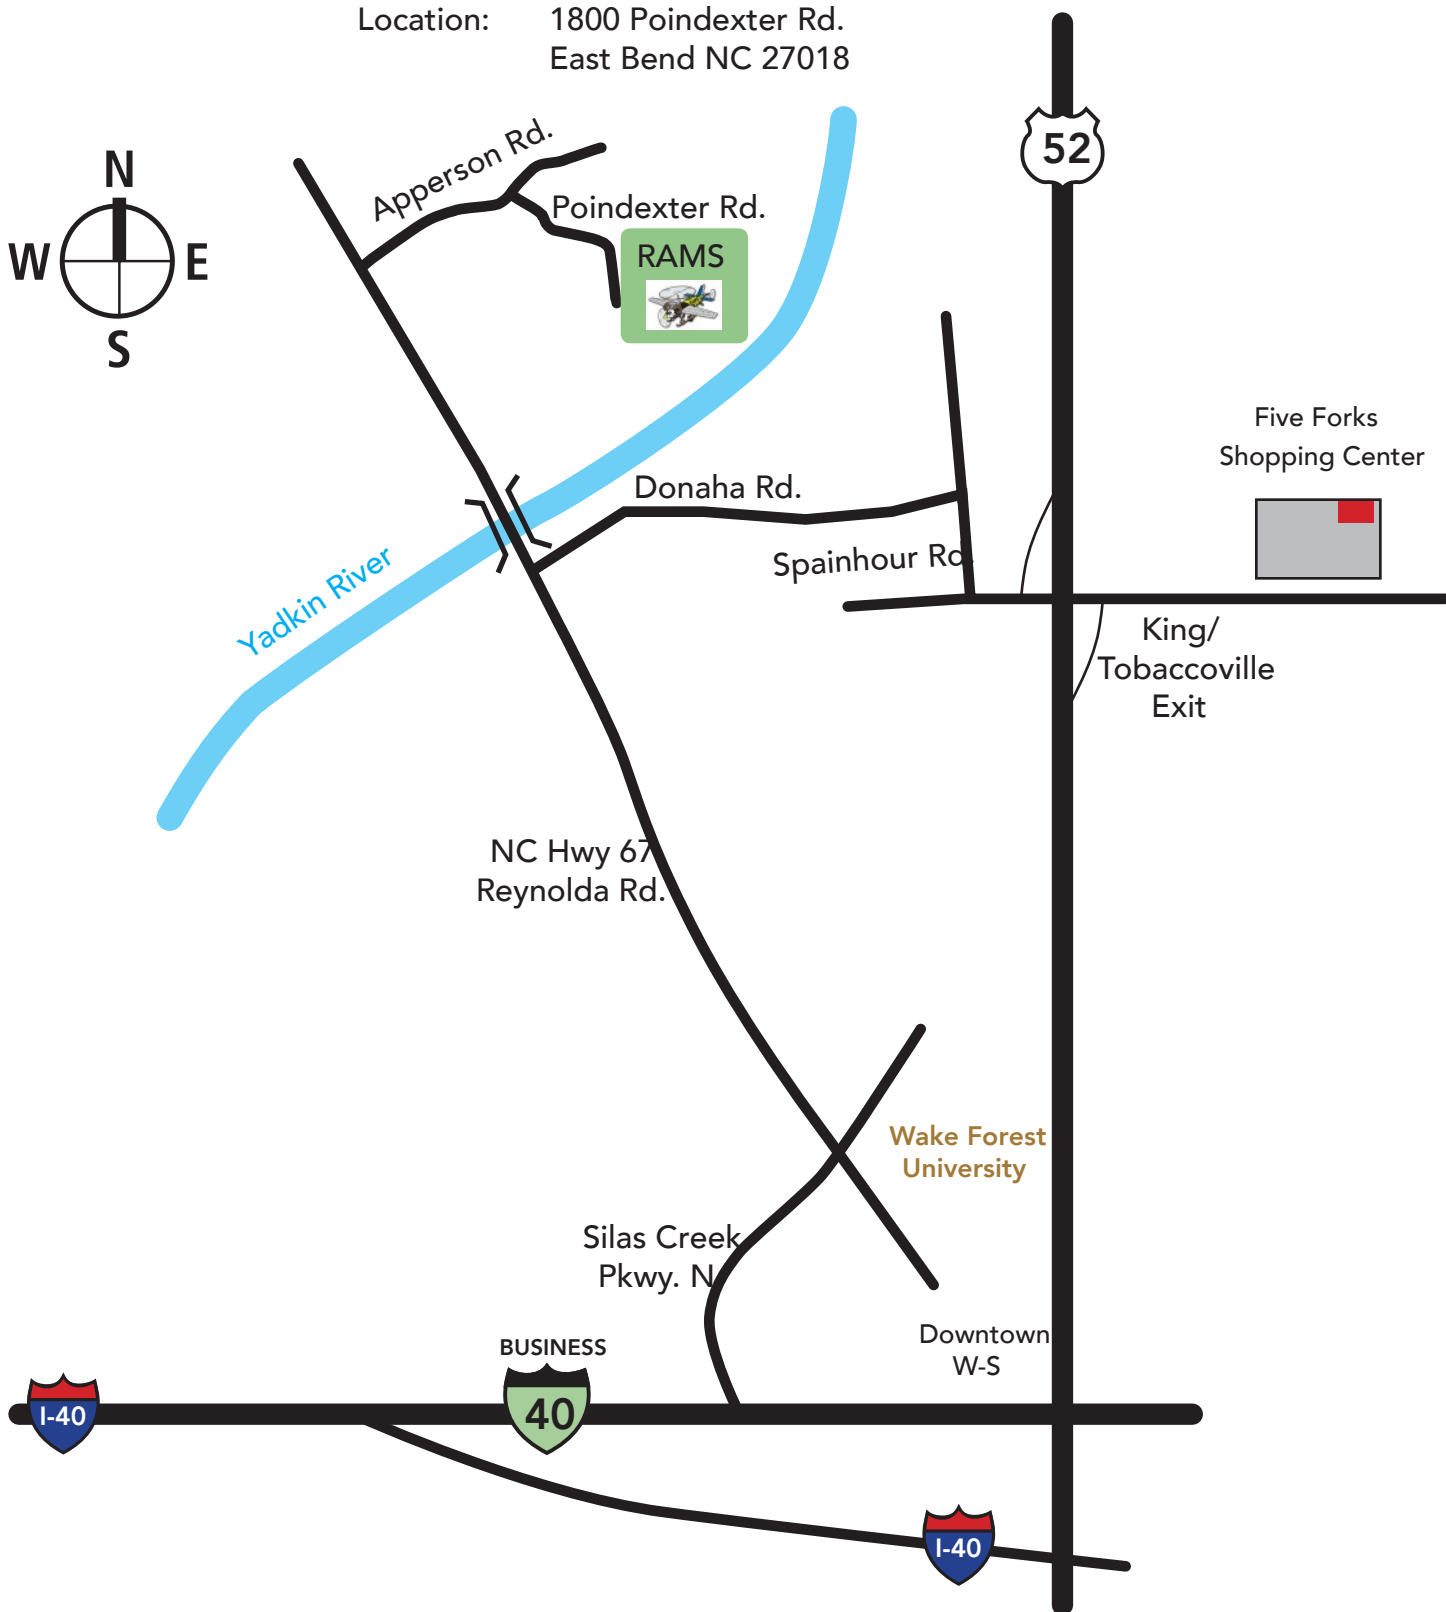 Location: 1800 Poindexter Rd.
East Bend NC 27018
52
Apperson Rd.
N
W E
S
Poindexter Rd.
RAMS
Five Forks
Shopping Center
Donaha Rd.
Spainhour Rd.
Yadkin River
King/
Tobaccoville
Exit
NC Hwy 67
Reynolda Rd.
Wake Forest
University
Silas Creek
Pkwy. N
Downtown
W-S
BUSINESS
40
I-40
I-40